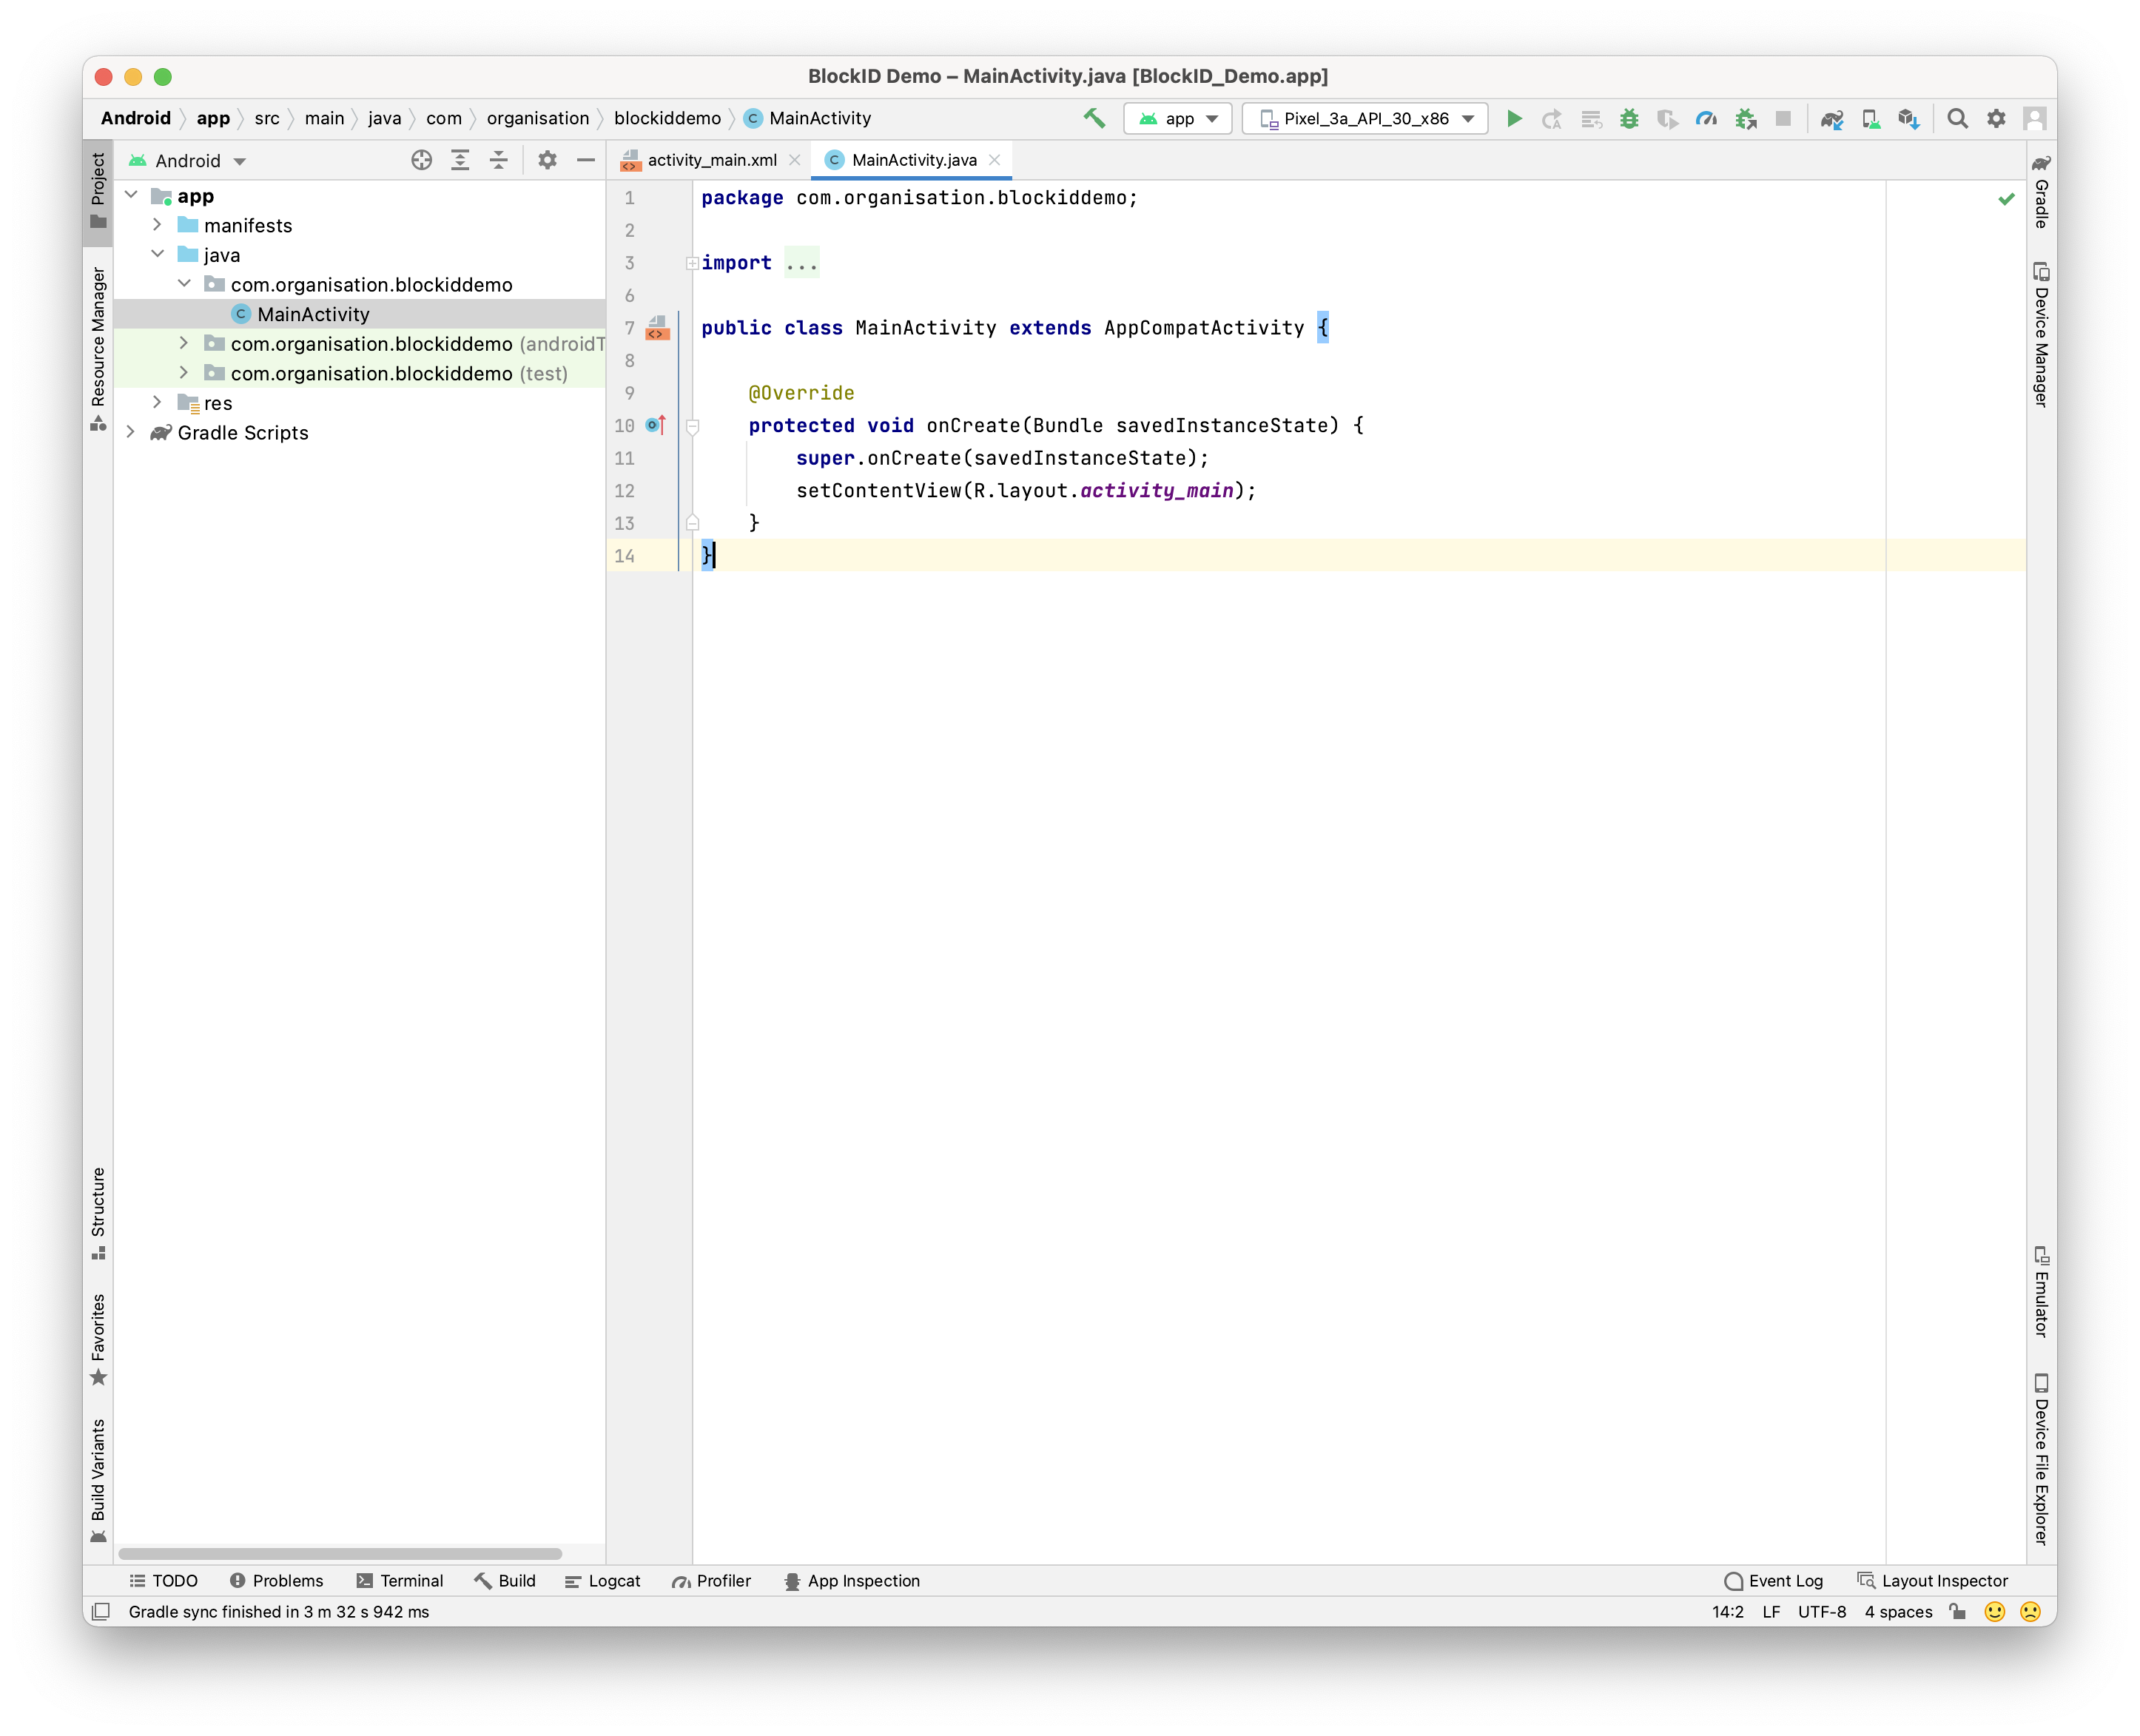 BlockID Demo – MainActivity.java [BlockID_Demo.app]
Android app src main java com organisation blockiddemo C MainActivity
app
Pixel_3a_API_30_x86
Project
Resource Manager
Structure
Favorites
Build Variants
Android
app
manifests
java
com.organisation.blockiddemo
C MainActivity
com.organisation.blockiddemo (androidT
com.organisation.blockiddemo (test)
res
Gradle Scripts
activity_main.xml
C MainActivity.java
1 package com.organisation.blockiddemo;
2
3 import ...
6
7 public class MainActivity extends AppCompatActivity {
8
9 @Override
10 protected void onCreate(Bundle savedInstanceState) {
11 super.onCreate(savedInstanceState);
12 setContentView(R.layout.activity_main);
13 }
14 }
Gradle
Device Manager
Emulator
Device File Explorer
TODO Problems Terminal Build Logcat Profiler App Inspection Event Log Layout Inspector
Gradle sync finished in 3 m 32 s 942 ms 14:2 LF UTF-8 4 spaces